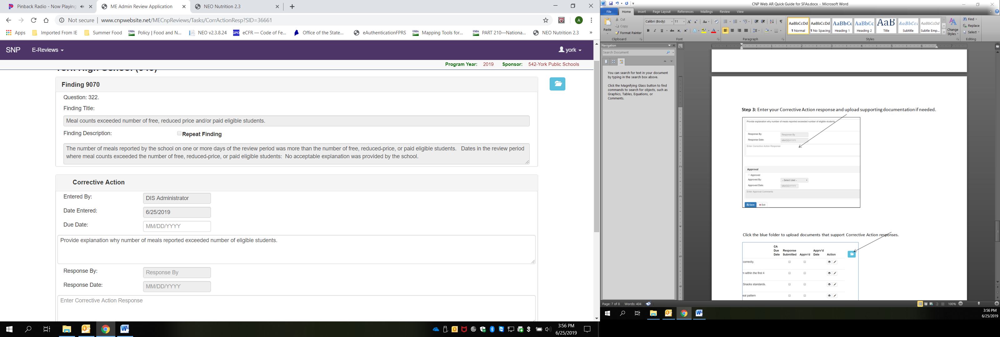 Pinback Radio - Now Playing
ME Admin Review Application
NEO Nutrition 2.3
Not secure | www.cnpwebsite.net/MECnpReviews/Tasks/CorrActionResp?SID=36661
A
Apps
Imported From IE
Summer Food
USDA Policy | Food and N...
NEO v2.3.8.24
GPO eCFR — Code of Fe...
Office of the State...
eAuthenticationFPRS
USDA Mapping Tools for...
USDA PART 210—Nationa...
NEO Nutrition 2.3
»
SNP
E-Reviews
york
Program Year: 2019 Sponsor: 542-York Public Schools
Finding 9070
Question: 322.
Finding Title:
Meal counts exceeded number of free, reduced price and/or paid eligible students.
Finding Description:
Repeat Finding
The number of meals reported by the school on one or more days of the review period was more than the number of free, reduced-price, or paid eligible students. Dates in the review period
where meal counts exceeded the number of free, reduced-price, or paid eligible students: No acceptable explanation was provided by the school.
Corrective Action
Entered By: DIS Administrator
Date Entered: 6/25/2019
Due Date: MM/DD/YYYY
Provide explanation why number of meals reported exceeded number of eligible students.
Response By: Response By
Response Date: MM/DD/YYYY
Enter Corrective Action Response
3:56 PM
6/25/2019
CNP Web AR Quick Guide for SFAs.docx - Microsoft Word
File Home Insert Page Layout References Mailings Review View
Paste
Cut
Copy
Format Painter
Clipboard
Calibri (Body) 11
Font
Paragraph
AaBbCcDd ¶ Normal
AaBbCcDd ¶ No Spacing
AaBbCc Heading 1
AaBbCc Heading 2
AaB Title
AaBbCc Subtitle
AaBbCcDd Subtle Emp...
Change Styles
Styles
Find
Replace
Select
Editing
Navigation
Search Document
You can search for text in your document
by typing in the search box above.
Click the Magnifying Glass button to find
commands to search for objects, such as
Graphics, Tables, Equations, or
Comments.
Step 3: Enter your Corrective Action response and upload supporting documentation if needed.
Provide explanation why number of meals reported exceeded number of eligible students.
Response By: Response By
Response Date: MM/DD/YYYY
Enter Corrective Action Response
Approval
Approved
Approved By: - Select User -
Approved Date: MM/DD/YYYY
Enter Approval Comments
Save Exit
Click the blue folder to upload documents that support Corrective Action responses.
CA Due Date
Response Submitted
Apprv'd
Apprv'd Date
Action
correctly.
within the first 4
Snacks standards.
eal pattern
Page: 7 of 8 Words: 404
100%
3:56 PM
6/25/2019